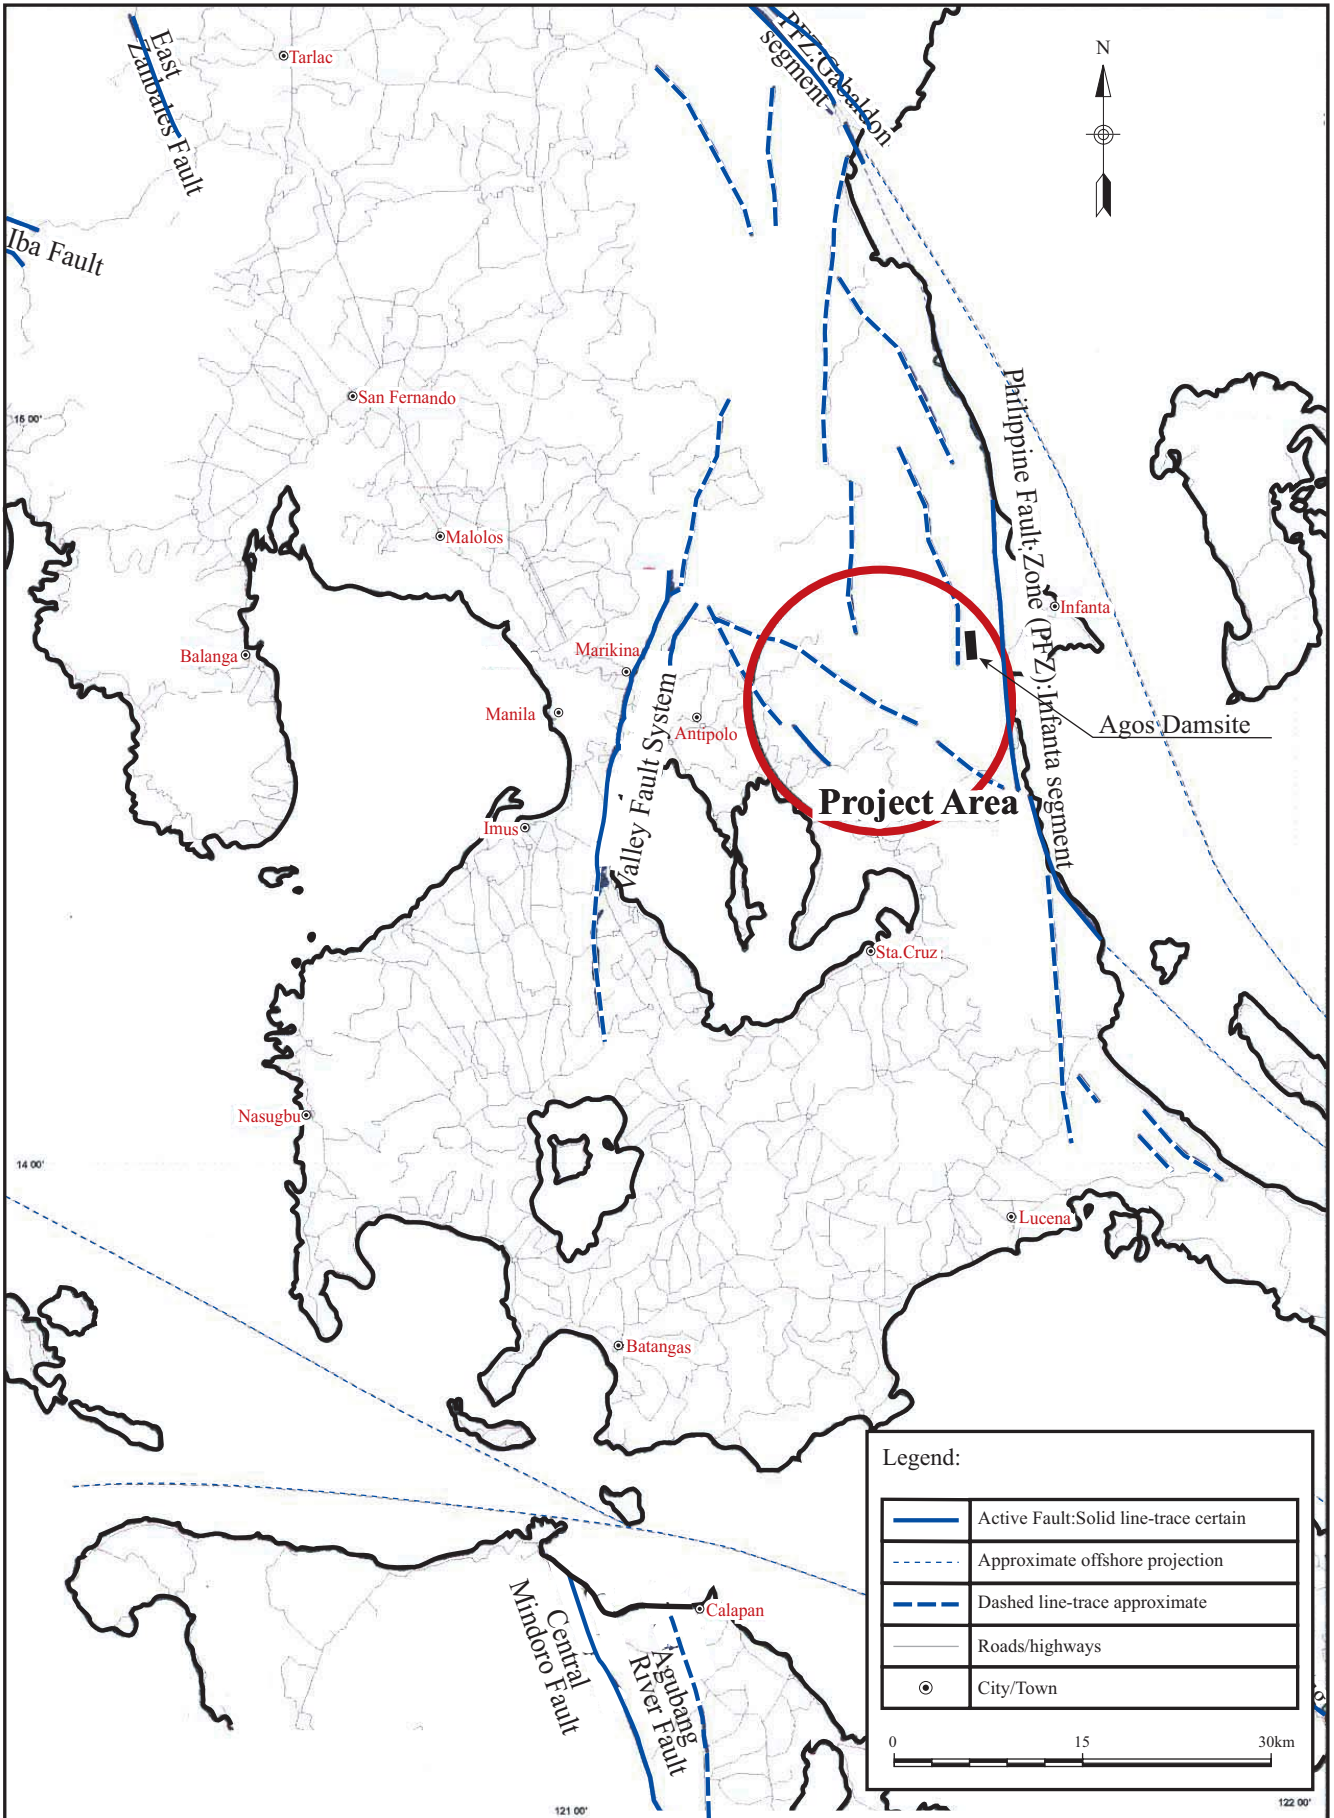 PFZ:Gabaldon
segment
East
Zanbales Fault
Tarlac
N
Iba Fault
Philippine Fault Zone (PFZ):Infanta segment
San Fernando
15 00'
Malolos
Infanta
Marikina
Balanga
Manila
Antipolo
Valley Fault System
Agos Damsite
Project Area
Imus
Sta.Cruz
Nasugbu
14 00'
Lucena
Batangas
Legend:
Active Fault:Solid line-trace certain
Approximate offshore projection
Dashed line-trace approximate
Roads/highways
City/Town
0 15 30km
Calapan
Central
Mindoro Fault
Agubang
River Fault
121 00'
122 00'